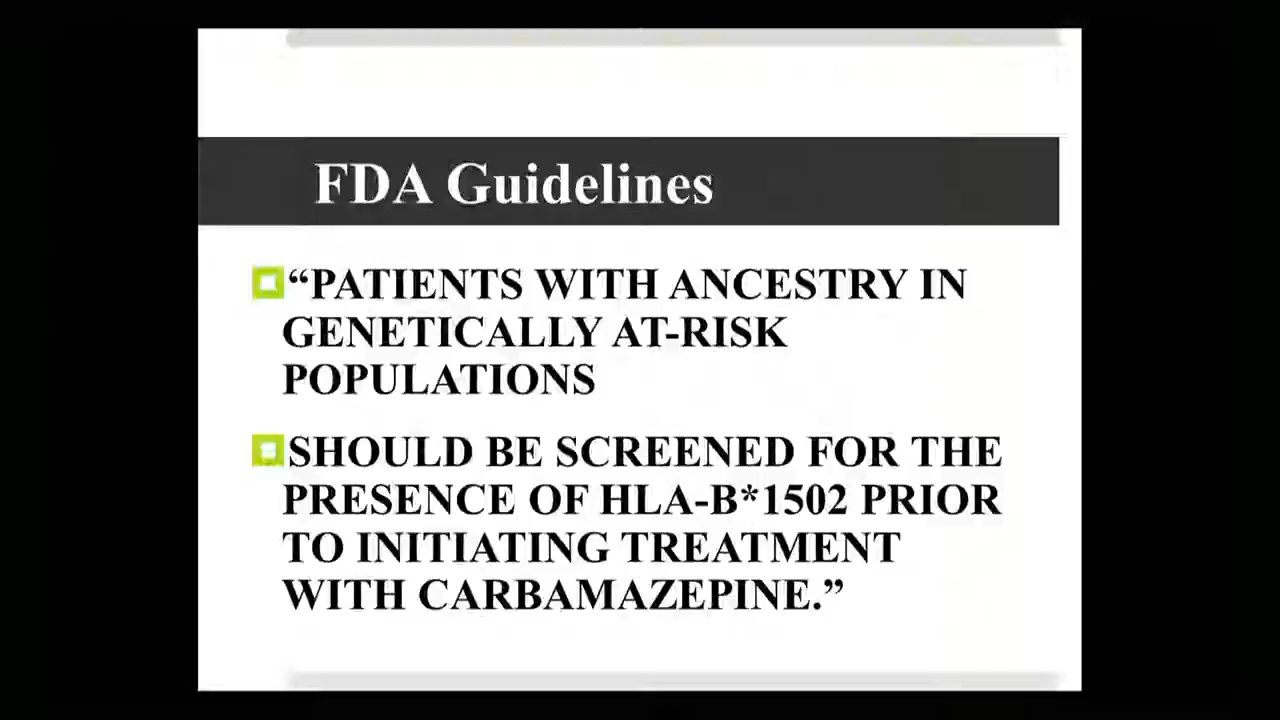 FDA Guidelines
“PATIENTS WITH ANCESTRY IN
GENETICALLY AT-RISK
POPULATIONS
SHOULD BE SCREENED FOR THE
PRESENCE OF HLA-B*1502 PRIOR
TO INITIATING TREATMENT
WITH CARBAMAZEPINE.”